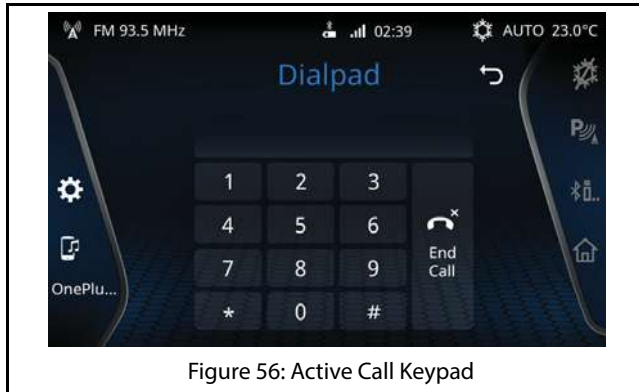 FM 93.5 MHz 02:39 AUTO 23.0°C
Dialpad
1 2 3
4 5 6
End
Call
7 8 9
* 0 #
OnePlu...
Figure 56: Active Call Keypad